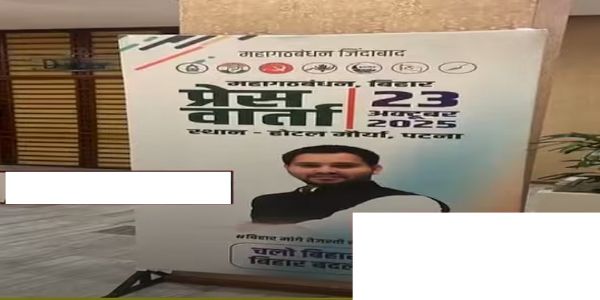 महागठबंधन जिंदाबाद
महागठबंधन, बिहार
प्रेस वार्ता
23
अक्टूबर
2025
स्थान - होटल मौर्या, पटना
#बिहार मांगे तेजस्वी
चलो बिहार
बिहार बदलें